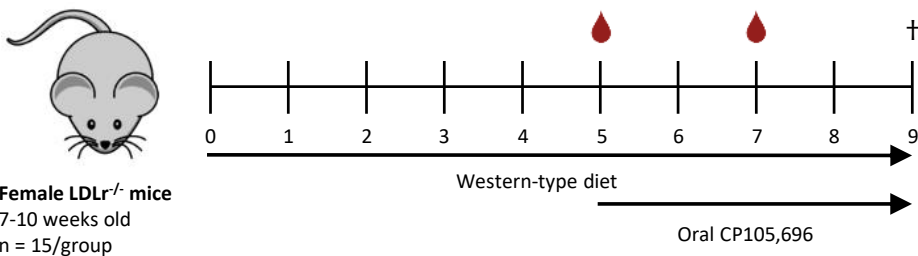 †
0 1 2 3 4 5 6 7 8 9
Western-type diet
Oral CP105,696
Female LDLr-/- mice
7-10 weeks old
n = 15/group